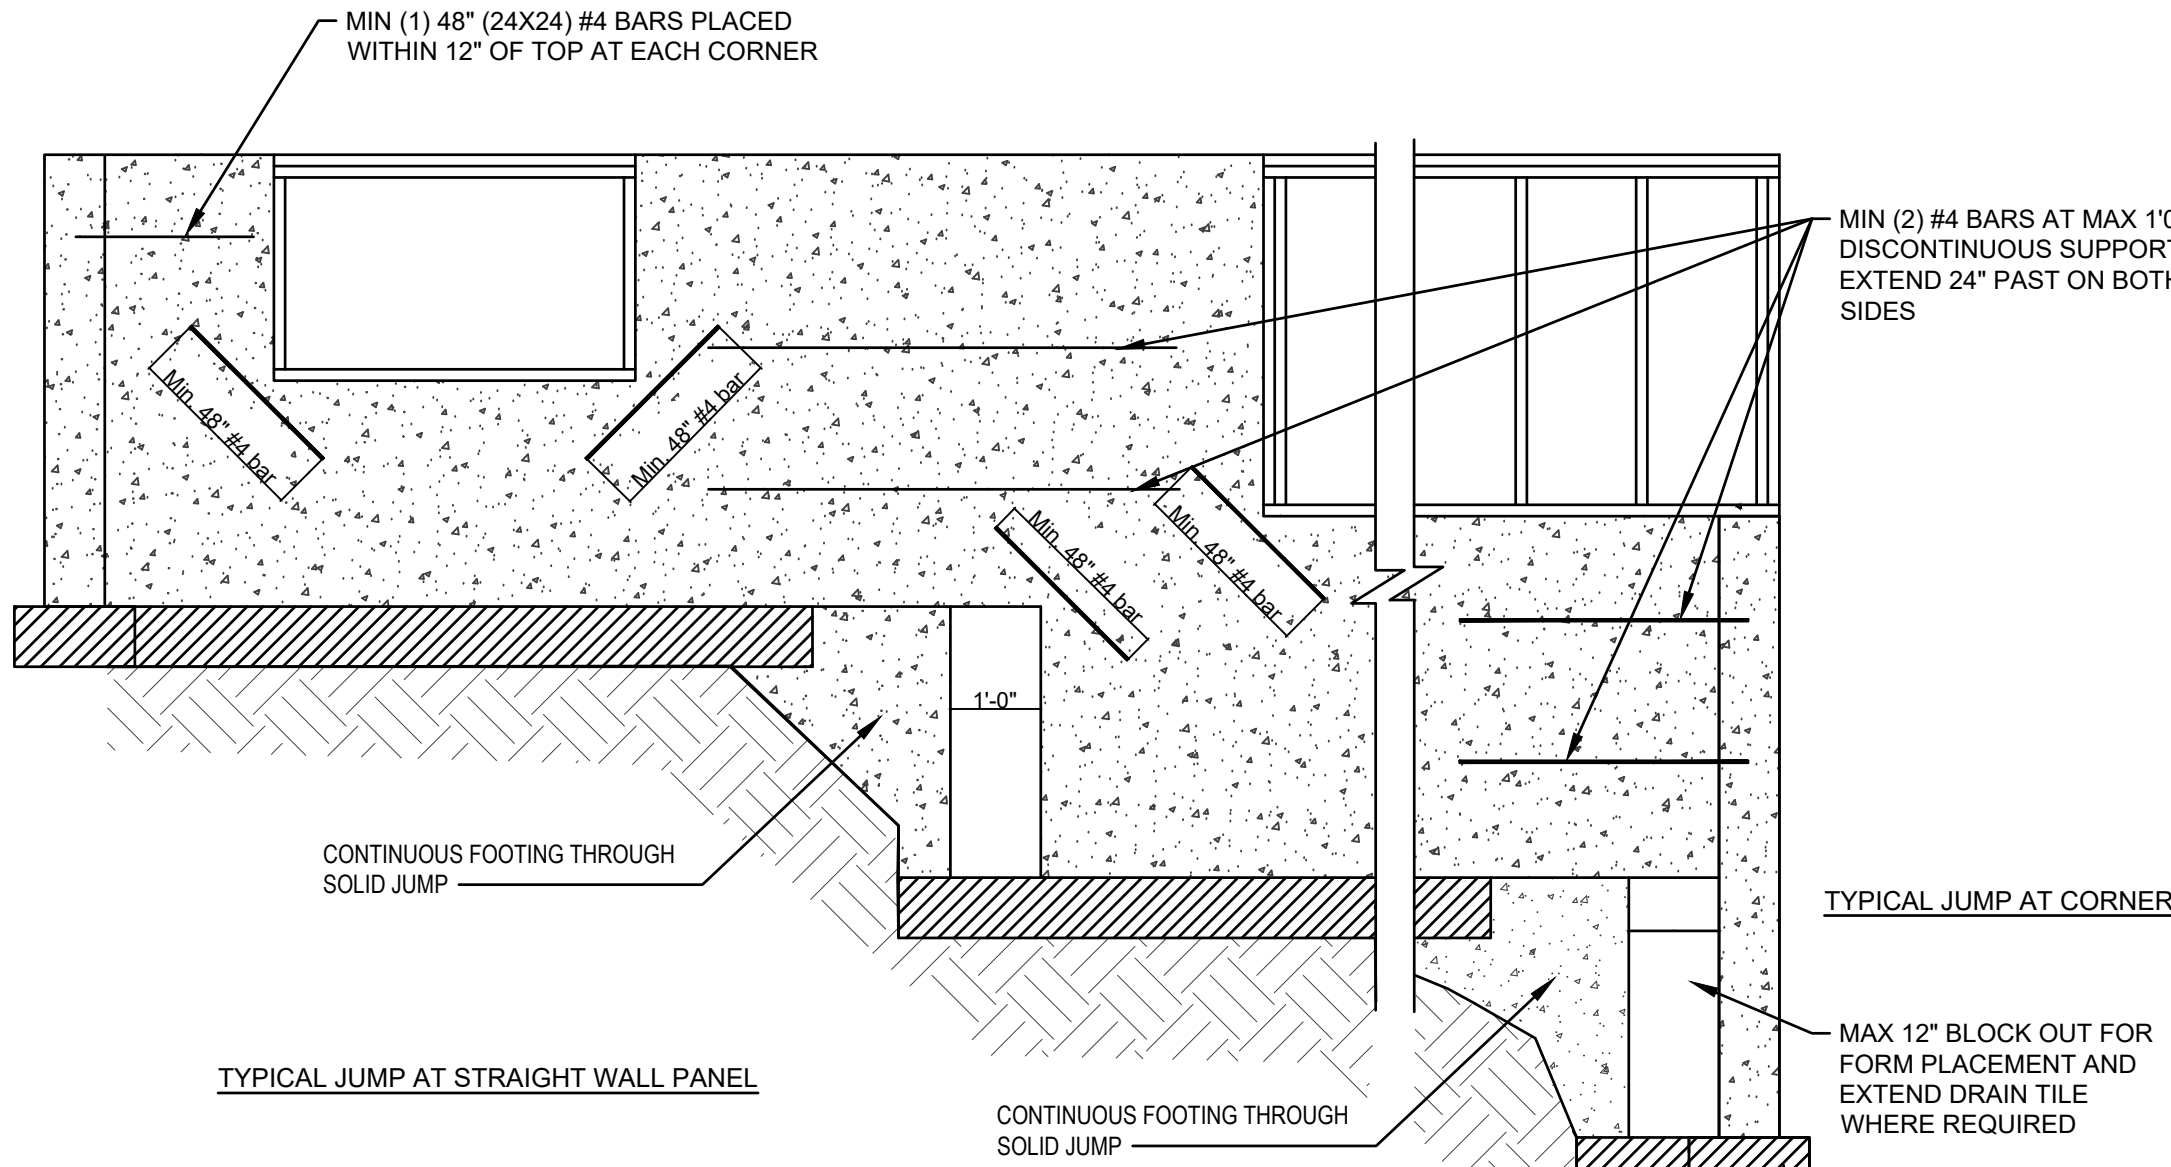 MIN (1) 48" (24X24) #4 BARS PLACED
WITHIN 12" OF TOP AT EACH CORNER
MIN (2) #4 BARS AT MAX 1'0
DISCONTINUOUS SUPPORT
EXTEND 24" PAST ON BOTH
SIDES
Min. 48" #4 bar
Min. 48" #4 bar
Min. 48" #4 bar
Min. 48" #4 bar
1'-0"
CONTINUOUS FOOTING THROUGH
SOLID JUMP
TYPICAL JUMP AT CORNER
TYPICAL JUMP AT STRAIGHT WALL PANEL
MAX 12" BLOCK OUT FOR
FORM PLACEMENT AND
EXTEND DRAIN TILE
WHERE REQUIRED
CONTINUOUS FOOTING THROUGH
SOLID JUMP